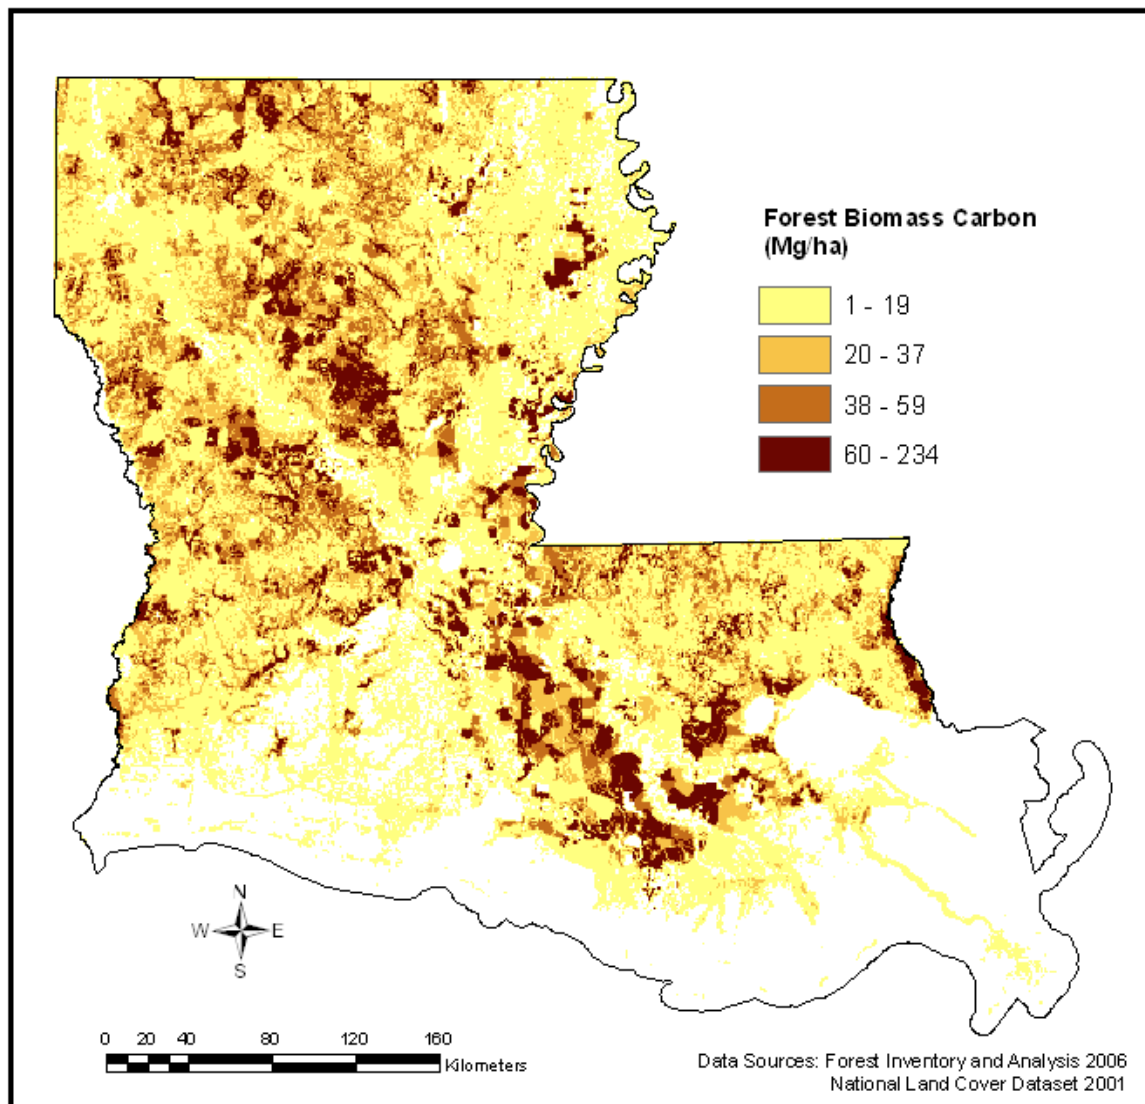 Forest Biomass Carbon
(Mg/ha)
1 - 19
20 - 37
38 - 59
60 - 234
N
W E
S
0 20 40 80 120 160
Kilometers
Data Sources: Forest Inventory and Analysis 2006
National Land Cover Dataset 2001